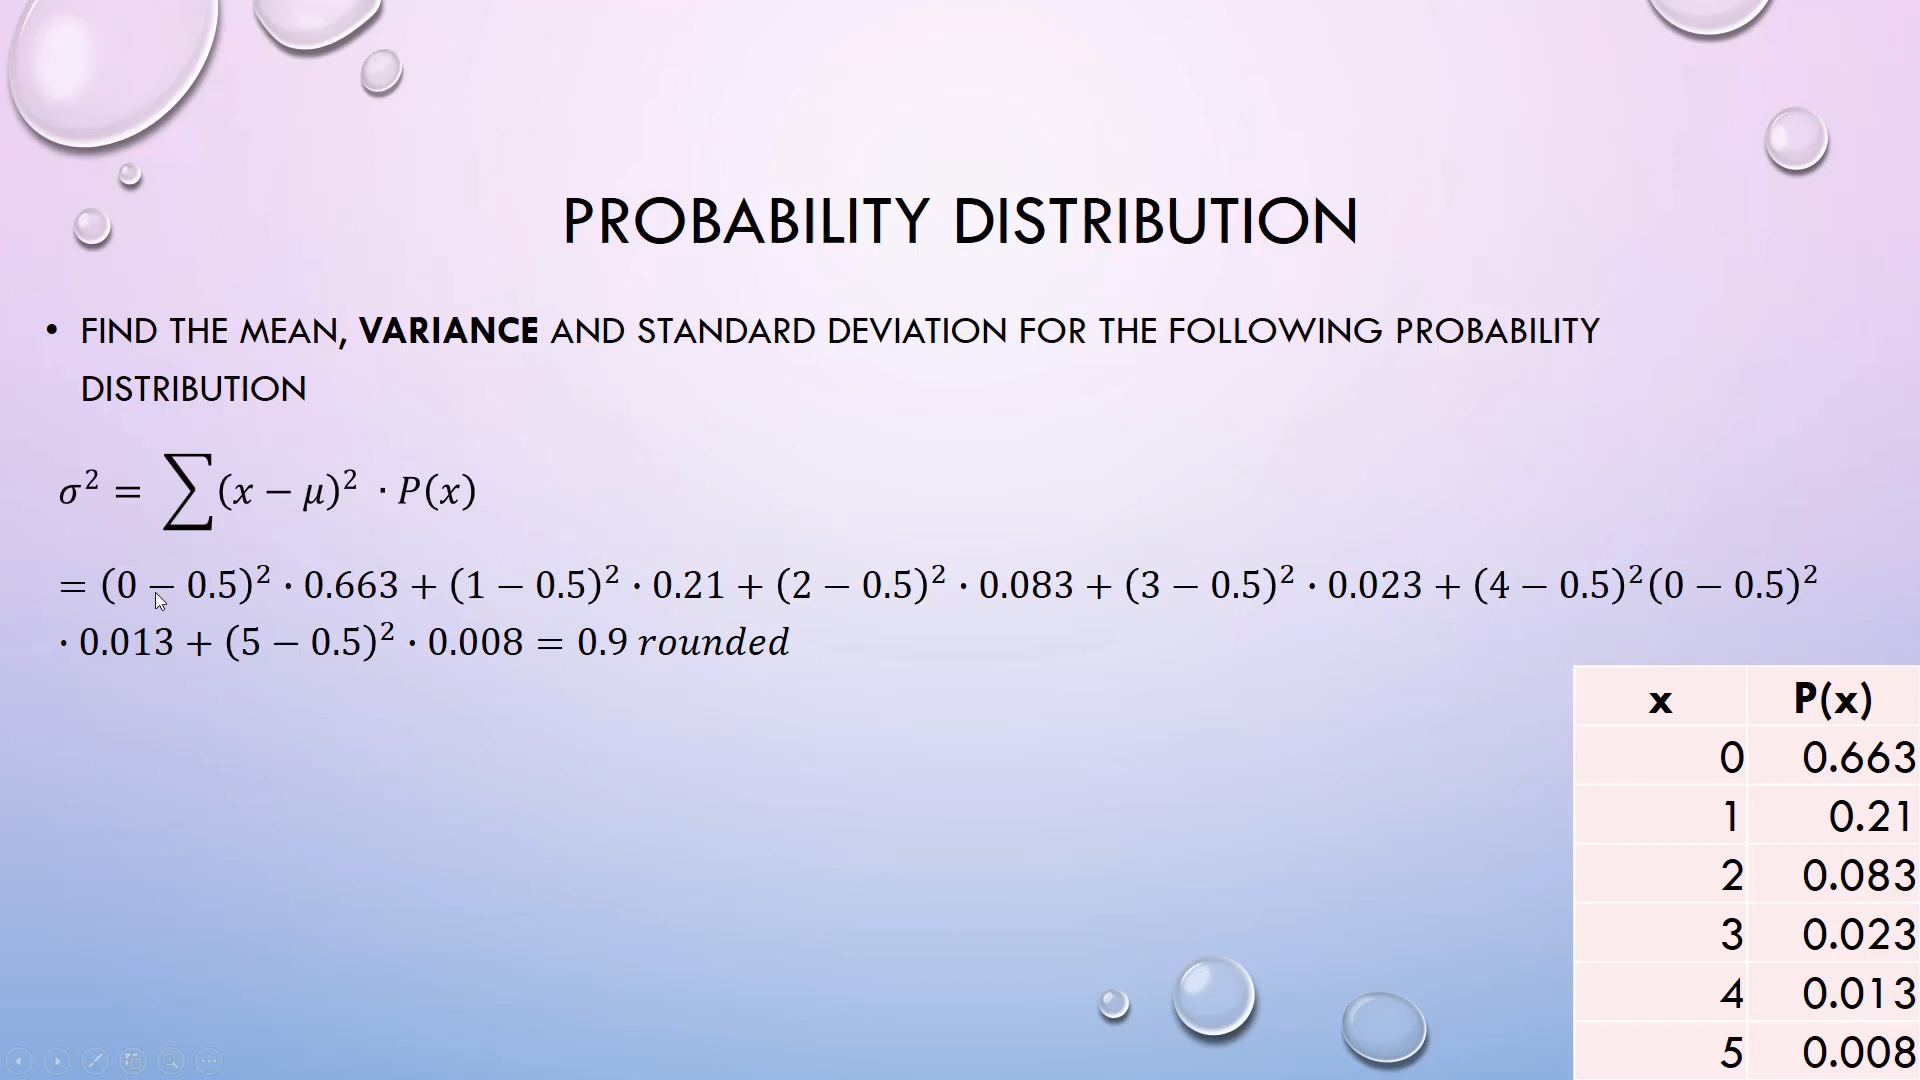 PROBABILITY DISTRIBUTION
• FIND THE MEAN, VARIANCE AND STANDARD DEVIATION FOR THE FOLLOWING PROBABILITY
DISTRIBUTION
σ² = ∑(x − μ)² · P(x)
= (0 − 0.5)² · 0.663 + (1 − 0.5)² · 0.21 + (2 − 0.5)² · 0.083 + (3 − 0.5)² · 0.023 + (4 − 0.5)²(0 − 0.5)²
· 0.013 + (5 − 0.5)² · 0.008 = 0.9 rounded
x P(x)
0 0.663
1 0.21
2 0.083
3 0.023
4 0.013
5 0.008